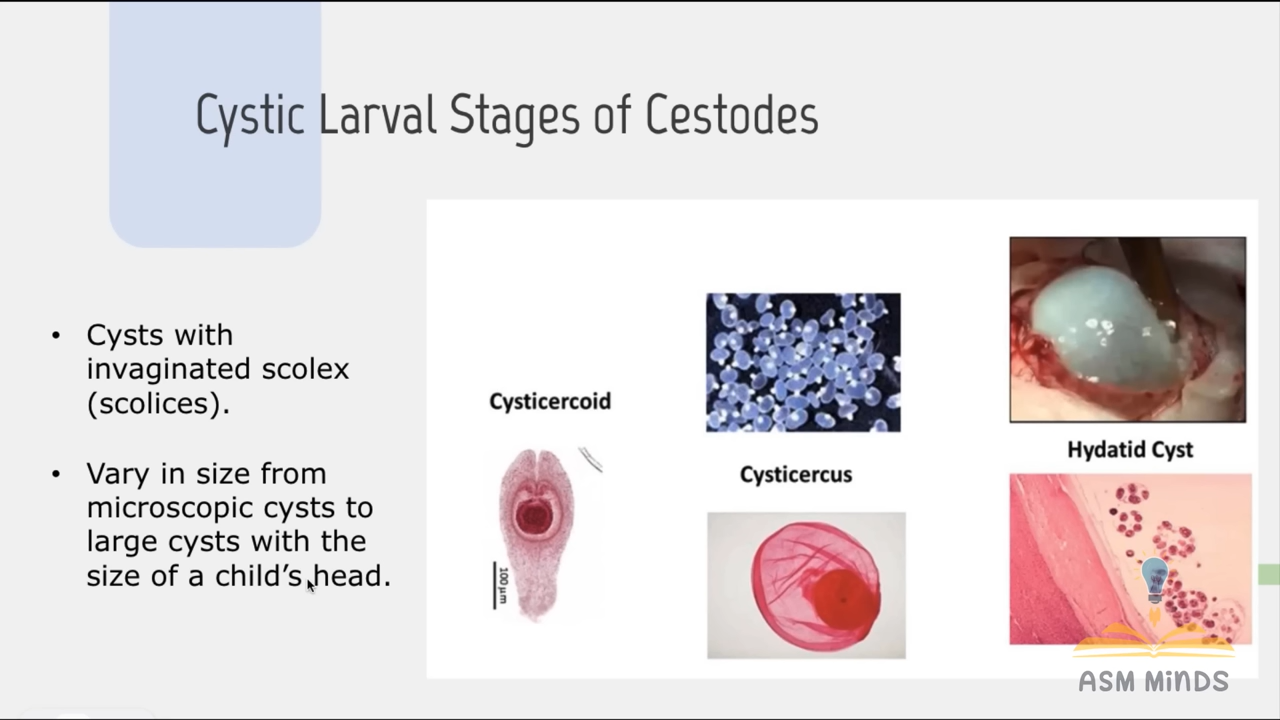 Cystic Larval Stages of Cestodes
• Cysts with
invaginated scolex
(scolices).
• Vary in size from
microscopic cysts to
large cysts with the
size of a child’s head.
Cysticercoid
100 µm
Cysticercus
Hydatid Cyst
ASM MiNDS